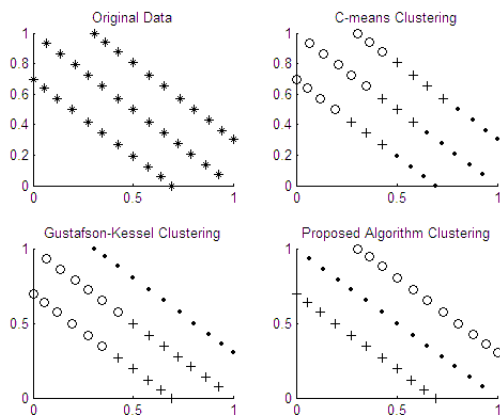 Original Data
1
0.8
0.6
0.4
0.2
0
0 0.5 1
C-means Clustering
1
0.8
0.6
0.4
0.2
0
0 0.5 1
Gustafson-Kessel Clustering
1
0.5
0
0 0.5 1
Proposed Algorithm Clustering
1
0.5
0
0 0.5 1